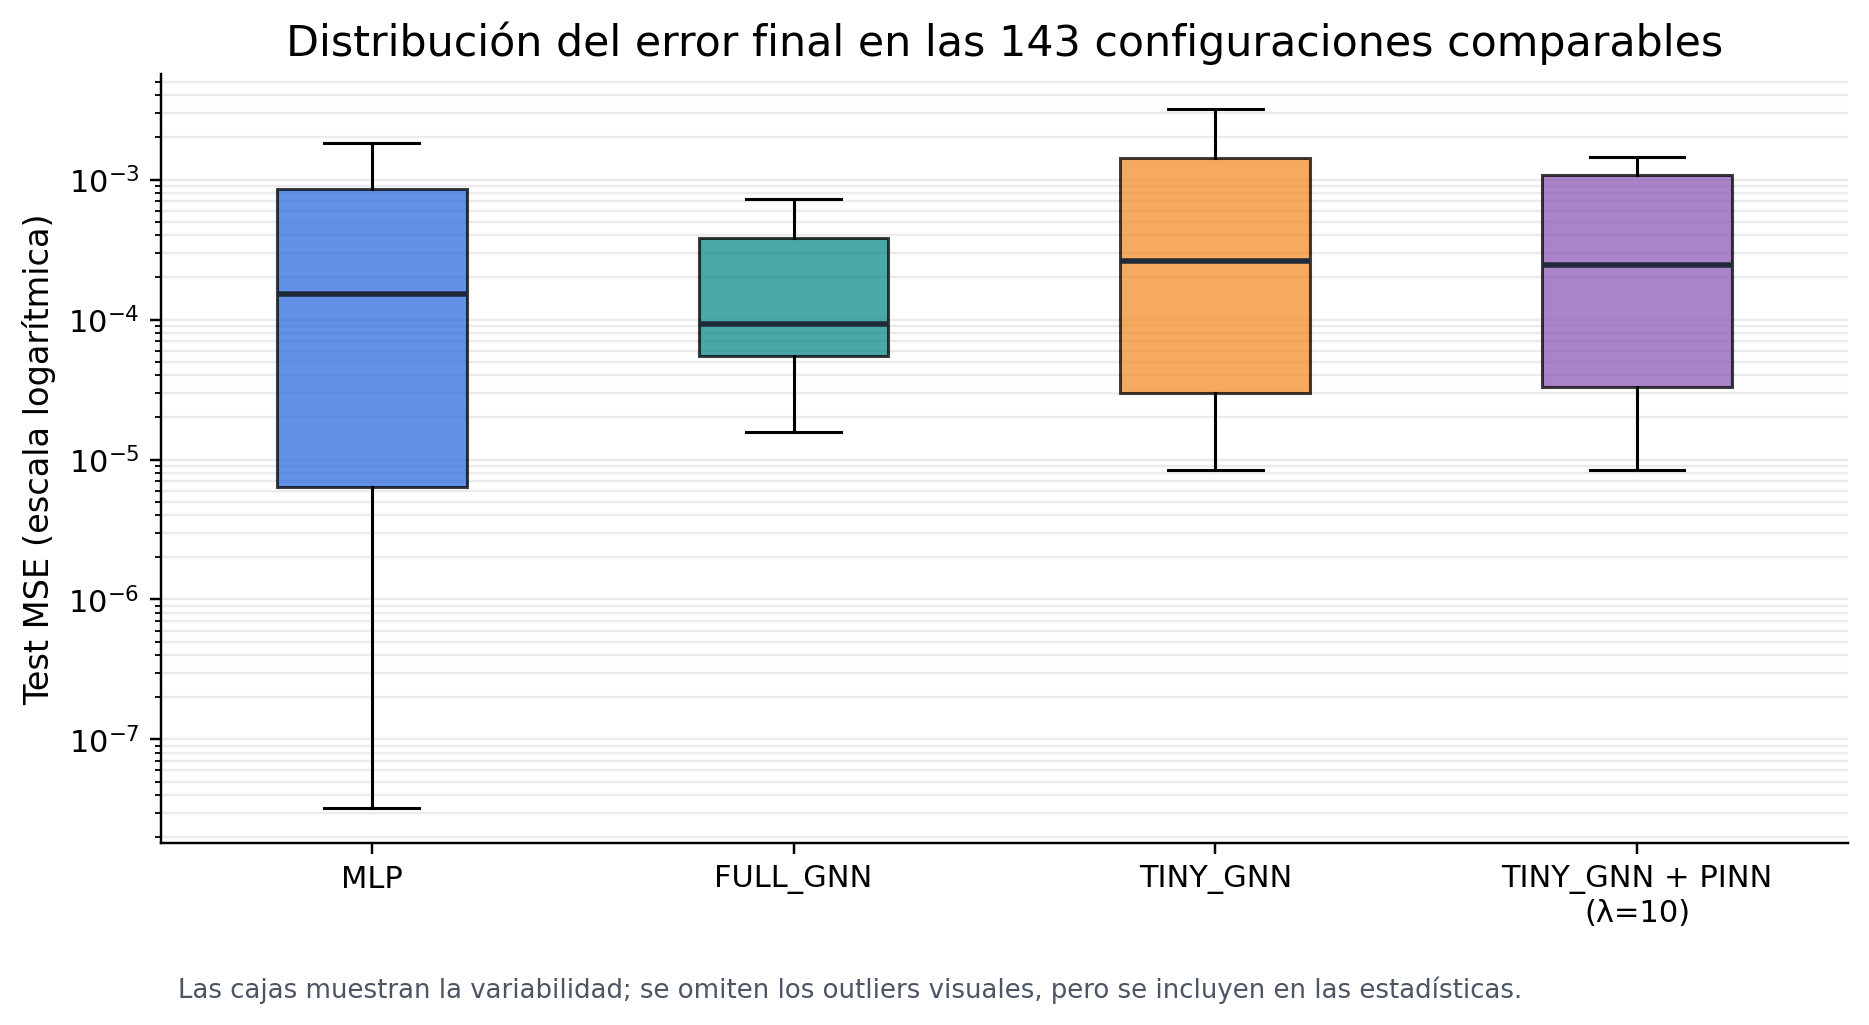 Distribución del error final en las 143 configuraciones comparables
Test MSE (escala logarítmica)
10⁻³
10⁻⁴
10⁻⁵
10⁻⁶
10⁻⁷
MLP
FULL_GNN
TINY_GNN
TINY_GNN + PINN
(λ=10)
Las cajas muestran la variabilidad; se omiten los outliers visuales, pero se incluyen en las estadísticas.